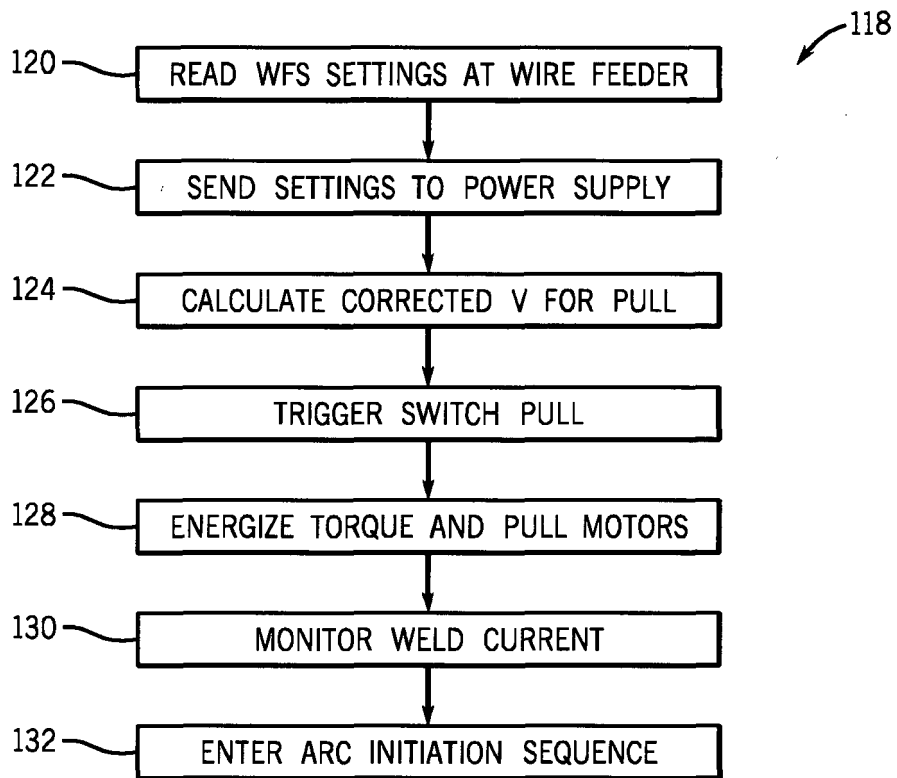 118
120 READ WFS SETTINGS AT WIRE FEEDER
122 SEND SETTINGS TO POWER SUPPLY
124 CALCULATE CORRECTED V FOR PULL
126 TRIGGER SWITCH PULL
128 ENERGIZE TORQUE AND PULL MOTORS
130 MONITOR WELD CURRENT
132 ENTER ARC INITIATION SEQUENCE